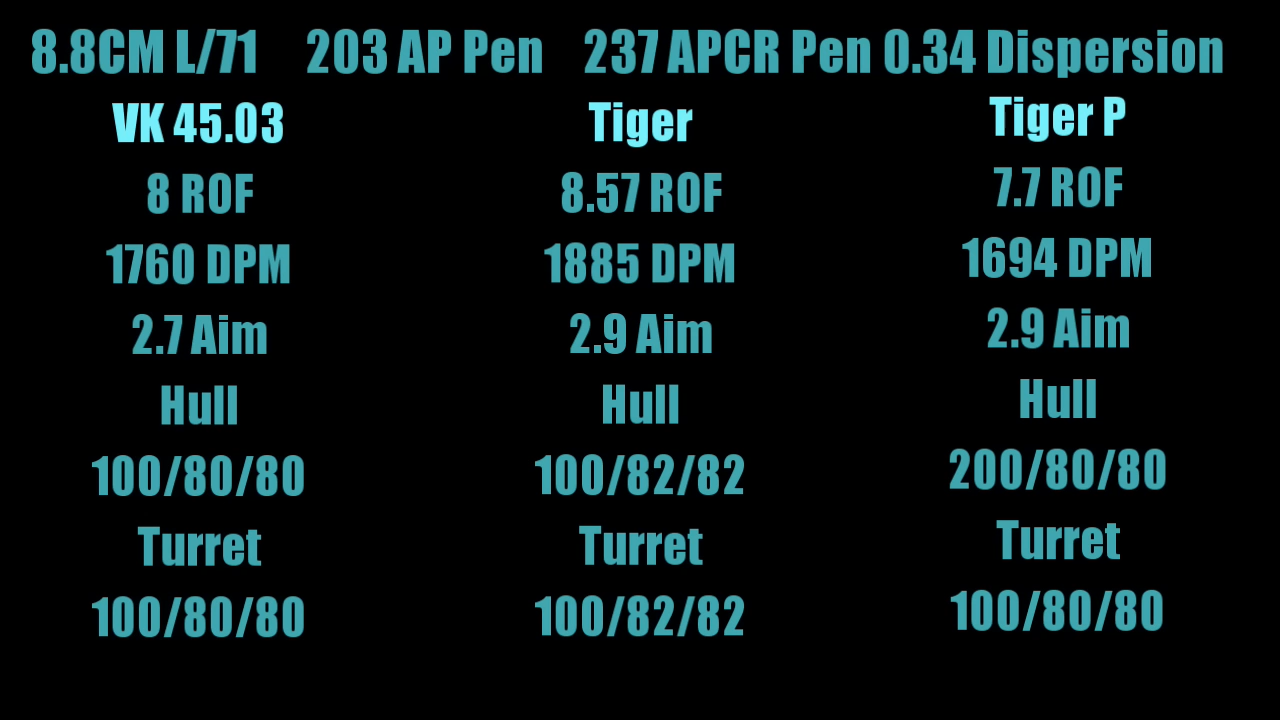 8.8CM L/71 203 AP Pen 237 APCR Pen 0.34 Dispersion
VK 45.03 Tiger Tiger P
8 ROF 8.57 ROF 7.7 ROF
1760 DPM 1885 DPM 1694 DPM
2.7 Aim 2.9 Aim 2.9 Aim
Hull Hull Hull
100/80/80 100/82/82 200/80/80
Turret Turret Turret
100/80/80 100/82/82 100/80/80